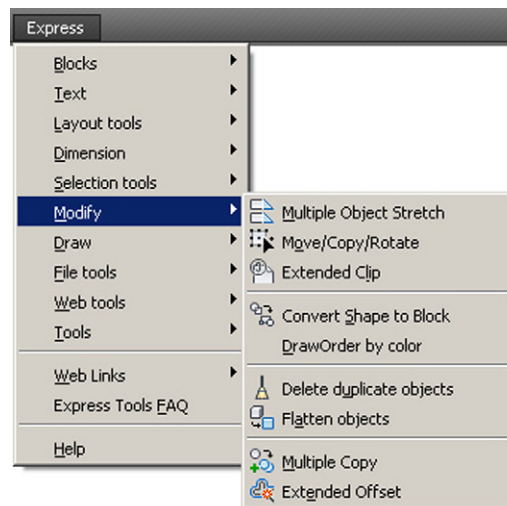 Express
Blocks
Text
Layout tools
Dimension
Selection tools
Modify
Draw
File tools
Web tools
Tools
Web Links
Express Tools FAQ
Help
Multiple Object Stretch
Move/Copy/Rotate
Extended Clip
Convert Shape to Block
DrawOrder by color
Delete duplicate objects
Flatten objects
Multiple Copy
Extended Offset